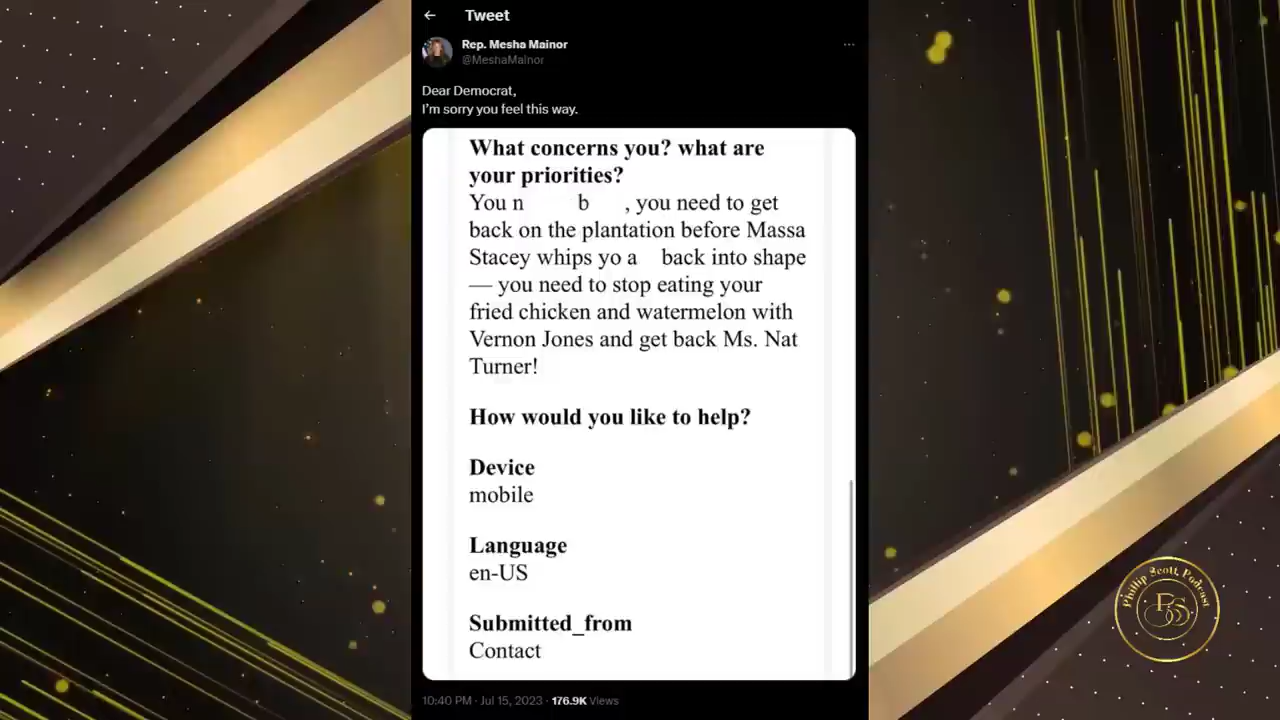 Tweet
Rep. Mesha Mainor
@MeshaMainor
Dear Democrat,
I'm sorry you feel this way.
What concerns you? what are
your priorities?
You n b , you need to get
back on the plantation before Massa
Stacey whips yo a back into shape
— you need to stop eating your
fried chicken and watermelon with
Vernon Jones and get back Ms. Nat
Turner!
How would you like to help?
Device
mobile
Language
en-US
Submitted_from
Contact
10:40 PM · Jul 15, 2023 · 176.9K Views
Phillip Scott Podcast
PSS